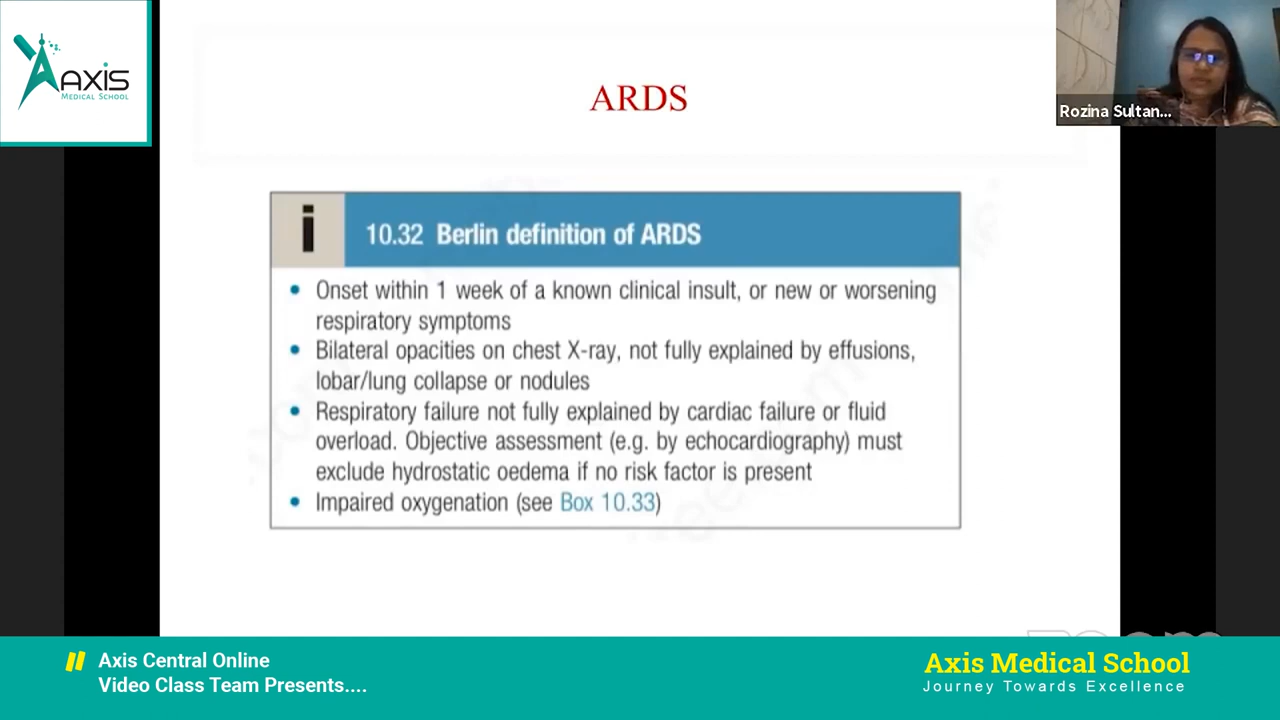 AXIS
MEDICAL SCHOOL
ARDS
Rozina Sultan...
i
10.32 Berlin definition of ARDS
• Onset within 1 week of a known clinical insult, or new or worsening
respiratory symptoms
• Bilateral opacities on chest X-ray, not fully explained by effusions,
lobar/lung collapse or nodules
• Respiratory failure not fully explained by cardiac failure or fluid
overload. Objective assessment (e.g. by echocardiography) must
exclude hydrostatic oedema if no risk factor is present
• Impaired oxygenation (see Box 10.33)
Axis Central Online
Video Class Team Presents....
Axis Medical School
Journey Towards Excellence